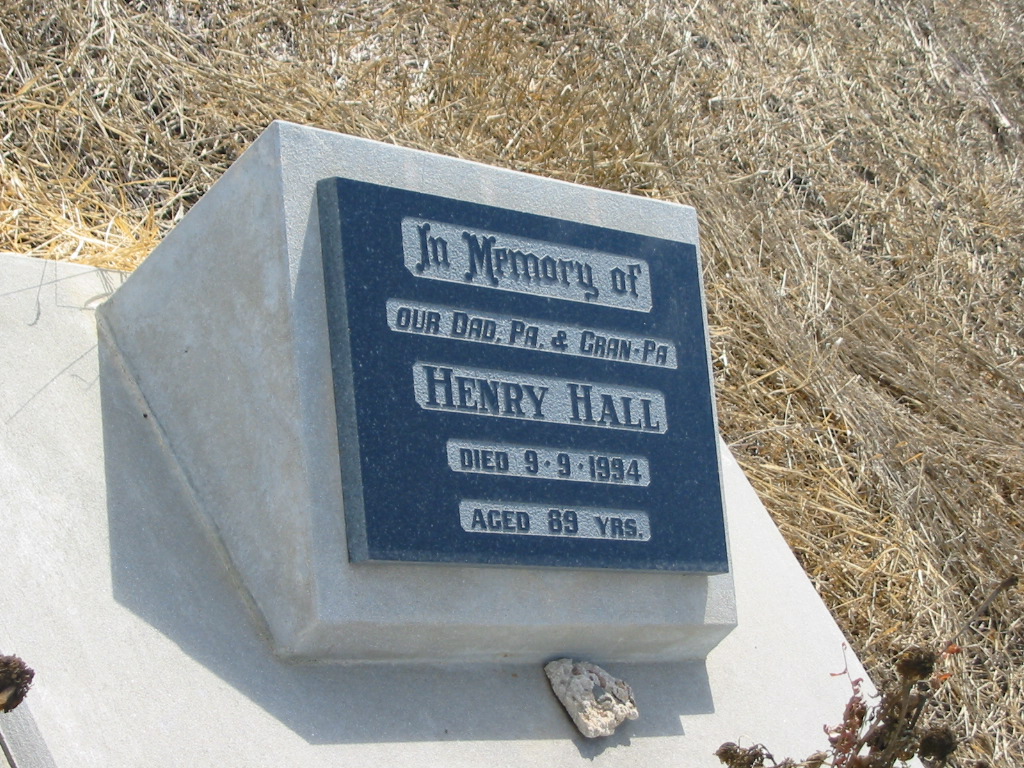 In Memory of
OUR DAD, PA, & GRAN-PA
HENRY HALL
DIED 9·9·1994
AGED 89 YRS.